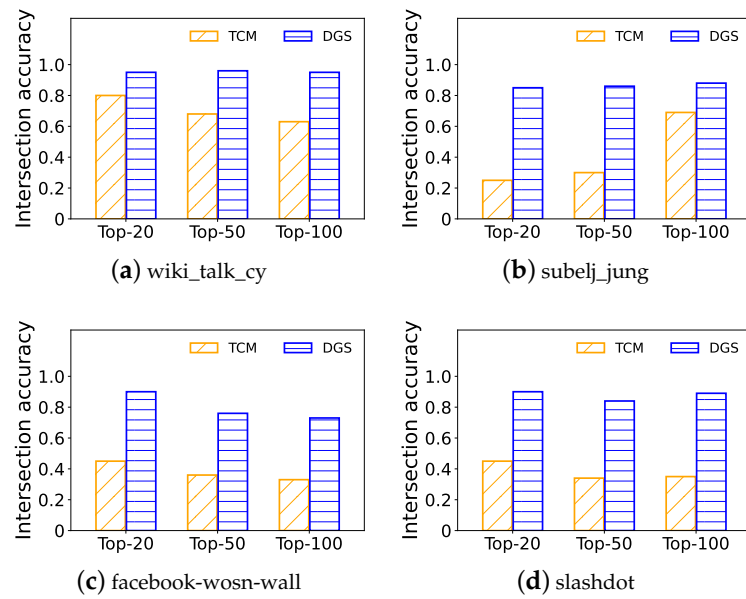 Intersection accuracy
TCM DGS
1.0
0.8
0.6
0.4
0.2
0
Top-20 Top-50 Top-100
(a) wiki_talk_cy
Intersection accuracy
TCM DGS
1.0
0.8
0.6
0.4
0.2
0
Top-20 Top-50 Top-100
(b) subelj_jung
Intersection accuracy
TCM DGS
1.0
0.8
0.6
0.4
0.2
0
Top-20 Top-50 Top-100
(c) facebook-wosn-wall
Intersection accuracy
TCM DGS
1.0
0.8
0.6
0.4
0.2
0
Top-20 Top-50 Top-100
(d) slashdot